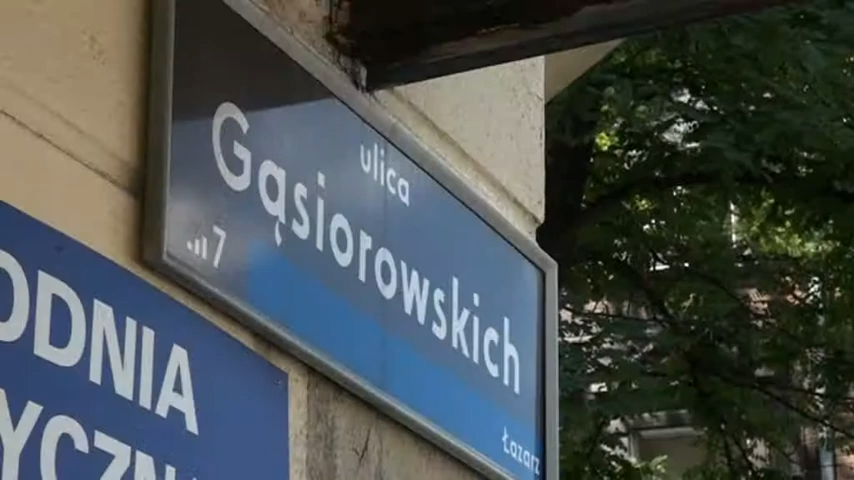 ulica
Gąsiorowskich
7
Łazarz
ODNIA
YCZN